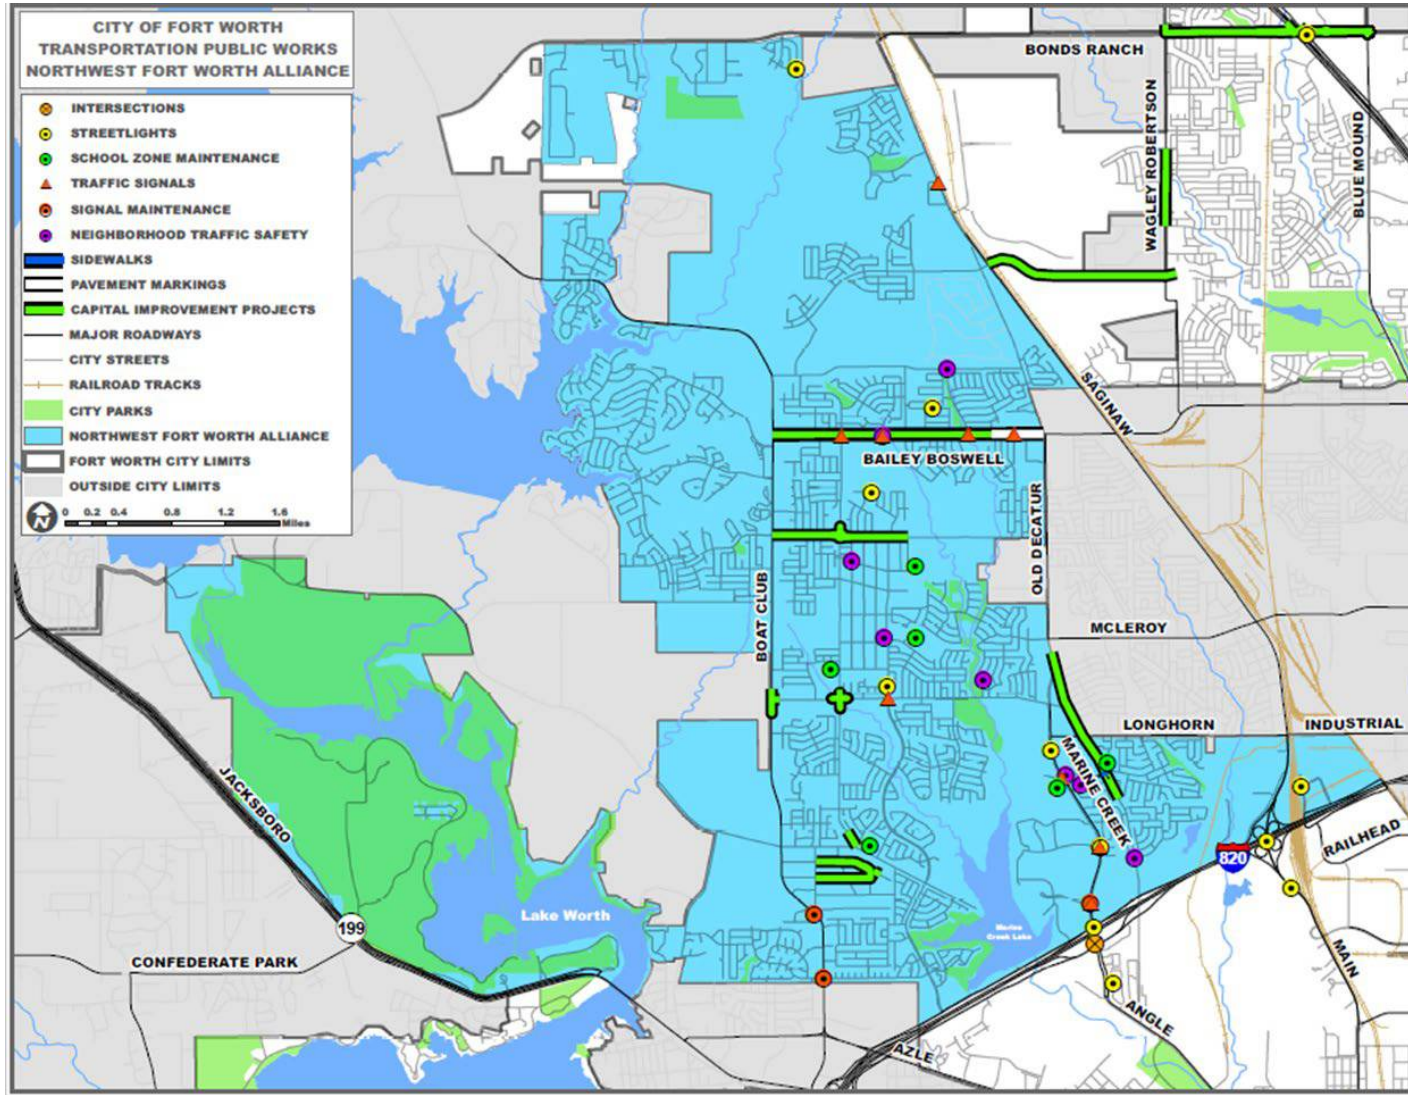 CITY OF FORT WORTH
TRANSPORTATION PUBLIC WORKS
NORTHWEST FORT WORTH ALLIANCE
INTERSECTIONS
STREETLIGHTS
SCHOOL ZONE MAINTENANCE
TRAFFIC SIGNALS
SIGNAL MAINTENANCE
NEIGHBORHOOD TRAFFIC SAFETY
SIDEWALKS
PAVEMENT MARKINGS
CAPITAL IMPROVEMENT PROJECTS
MAJOR ROADWAYS
CITY STREETS
RAILROAD TRACKS
CITY PARKS
NORTHWEST FORT WORTH ALLIANCE
FORT WORTH CITY LIMITS
OUTSIDE CITY LIMITS
N
0 0.2 0.4 0.8 1.2 1.6
Miles
BONDS RANCH
WAGLEY ROBERTSON
BLUE MOUND
SAGINAW
BAILEY BOSWELL
OLD DECATUR
BOAT CLUB
MCLEROY
LONGHORN
INDUSTRIAL
MARINE CREEK
JACKSBORO
RAILHEAD
820
Lake Worth
199
Marine
Creek Lake
CONFEDERATE PARK
MAIN
ANGLE
AZLE